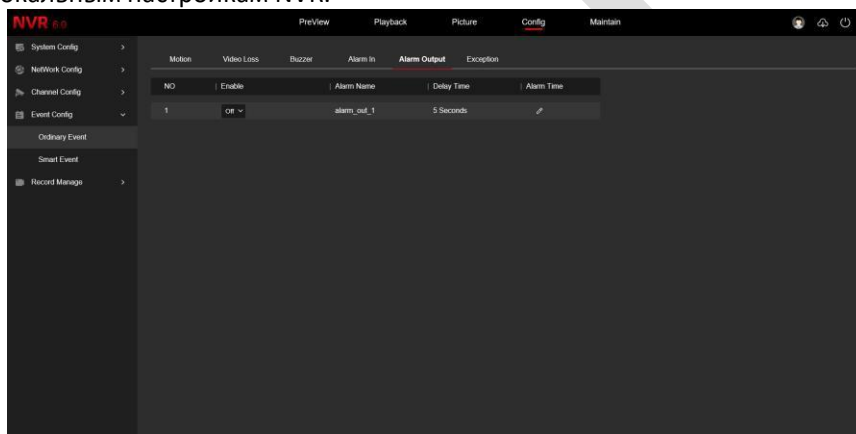 окальным настройкам NVR.
NVR 6.0 PreView Playback Picture Config Maintain
System Config
NetWork Config
Channel Config
Event Config
Ordinary Event
Smart Event
Record Manage
Motion Video Loss Buzzer Alarm In Alarm Output Exception
NO Enable Alarm Name Delay Time Alarm Time
1 Off alarm_out_1 5 Seconds